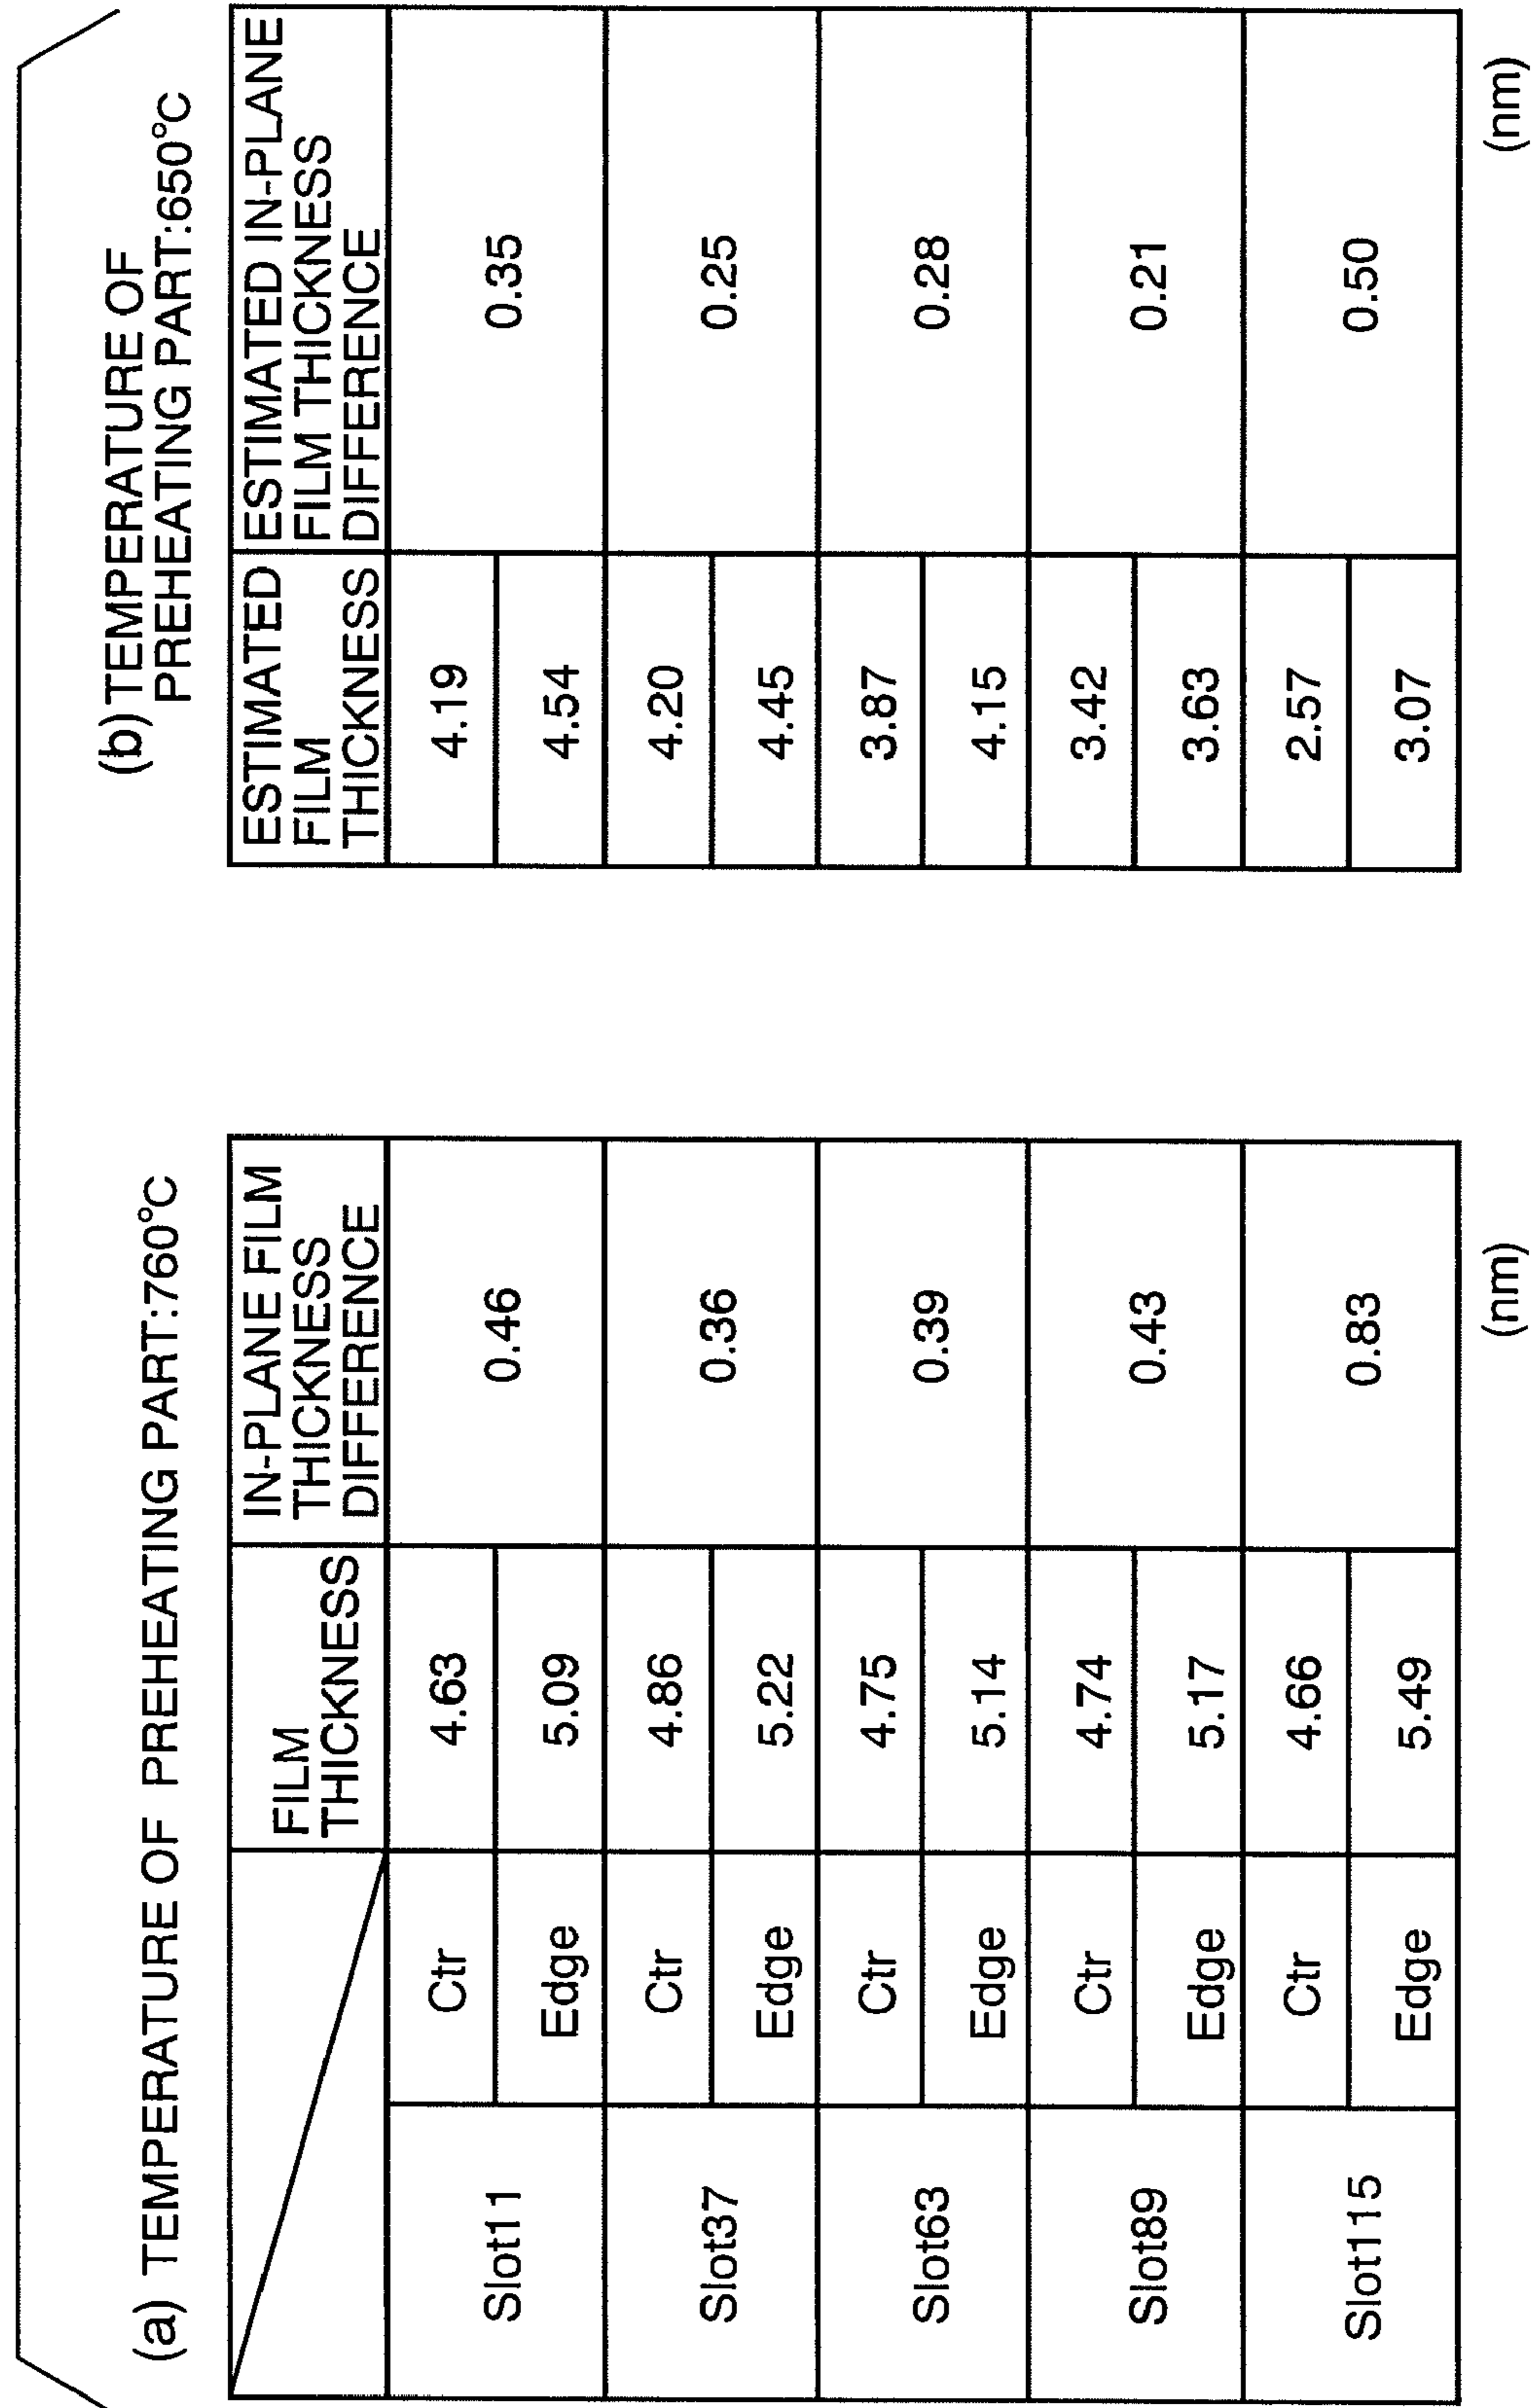 (a) TEMPERATURE OF PREHEATING PART:760°C
FILM
THICKNESS
IN-PLANE FILM
THICKNESS
DIFFERENCE
Slot11
Ctr
4.63
Edge
5.09
0.46
Slot37
Ctr
4.86
Edge
5.22
0.36
Slot63
Ctr
4.75
Edge
5.14
0.39
Slot89
Ctr
4.74
Edge
5.17
0.43
Slot115
Ctr
4.66
Edge
5.49
0.83
(nm)
(b) TEMPERATURE OF
PREHEATING PART:650°C
ESTIMATED
FILM
THICKNESS
ESTIMATED IN-PLANE
FILM THICKNESS
DIFFERENCE
4.19
4.54
0.35
4.20
4.45
0.25
3.87
4.15
0.28
3.42
3.63
0.21
2.57
3.07
0.50
(nm)